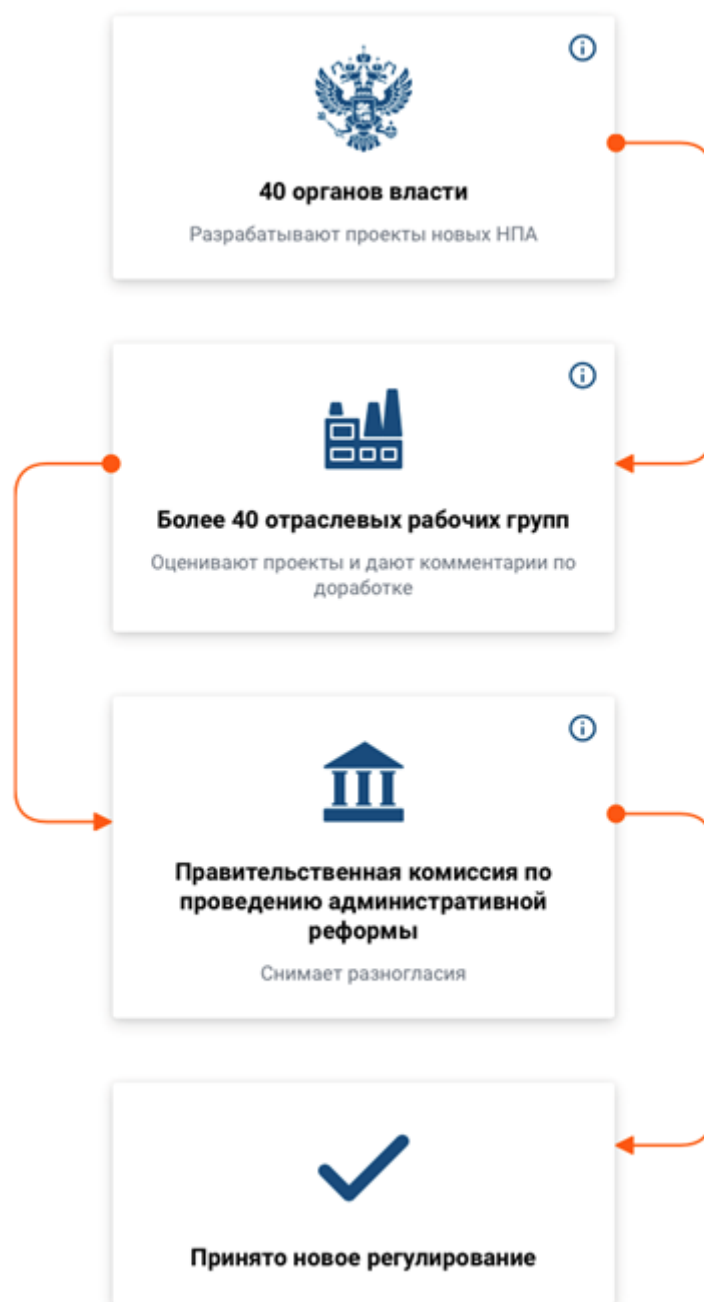 40 органов власти
Разрабатывают проекты новых НПА
Более 40 отраслевых рабочих групп
Оценивают проекты и дают комментарии по
доработке
Правительственная комиссия по
проведению административной
реформы
Снимает разногласия
Принято новое регулирование